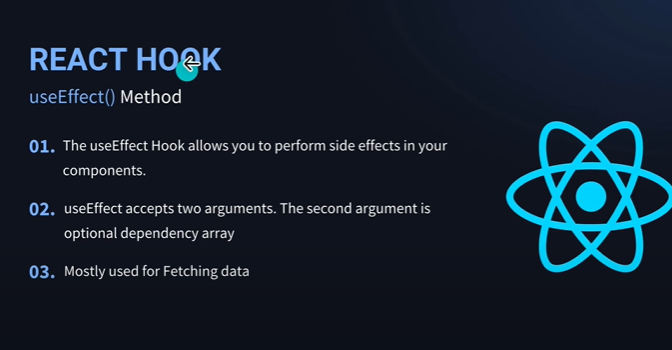 REACT HOOK
useEffect() Method
01. The useEffect Hook allows you to perform side effects in your
components.
02. useEffect accepts two arguments. The second argument is
optional dependency array
03. Mostly used for Fetching data